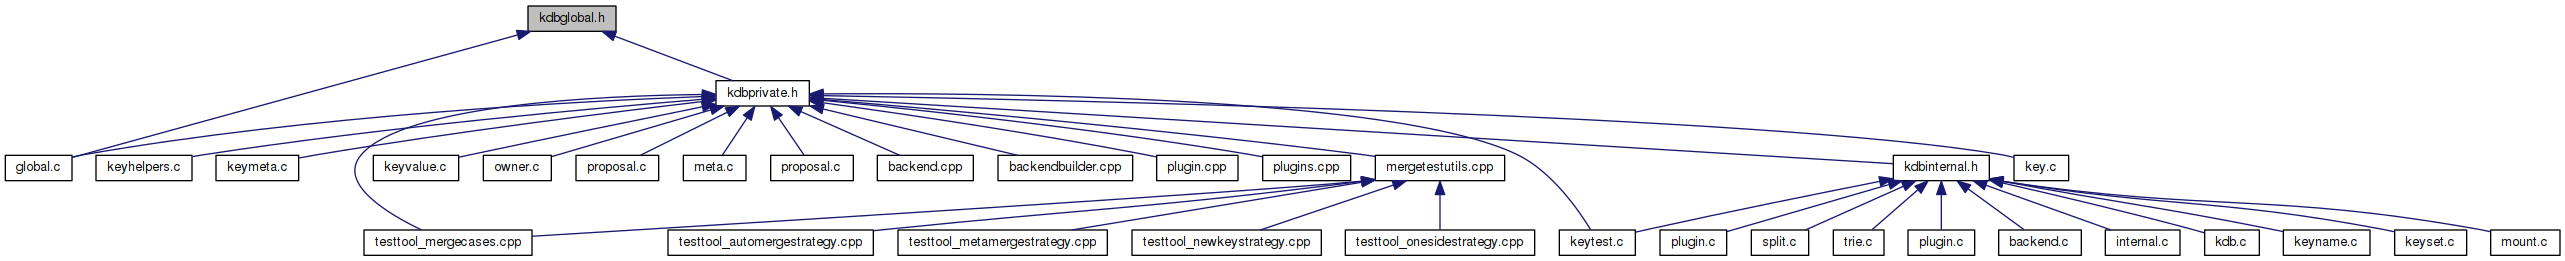 kdbglobal.h
kdbprivate.h
global.c
keyhelpers.c
keymeta.c
keyvalue.c
owner.c
proposal.c
meta.c
proposal.c
backend.cpp
backendbuilder.cpp
plugin.cpp
plugins.cpp
mergetestutils.cpp
kdbinternal.h
key.c
testtool_mergecases.cpp
testtool_automergestrategy.cpp
testtool_metamergestrategy.cpp
testtool_newkeystrategy.cpp
testtool_onesidestrategy.cpp
keytest.c
plugin.c
split.c
trie.c
plugin.c
backend.c
internal.c
kdb.c
keyname.c
keyset.c
mount.c